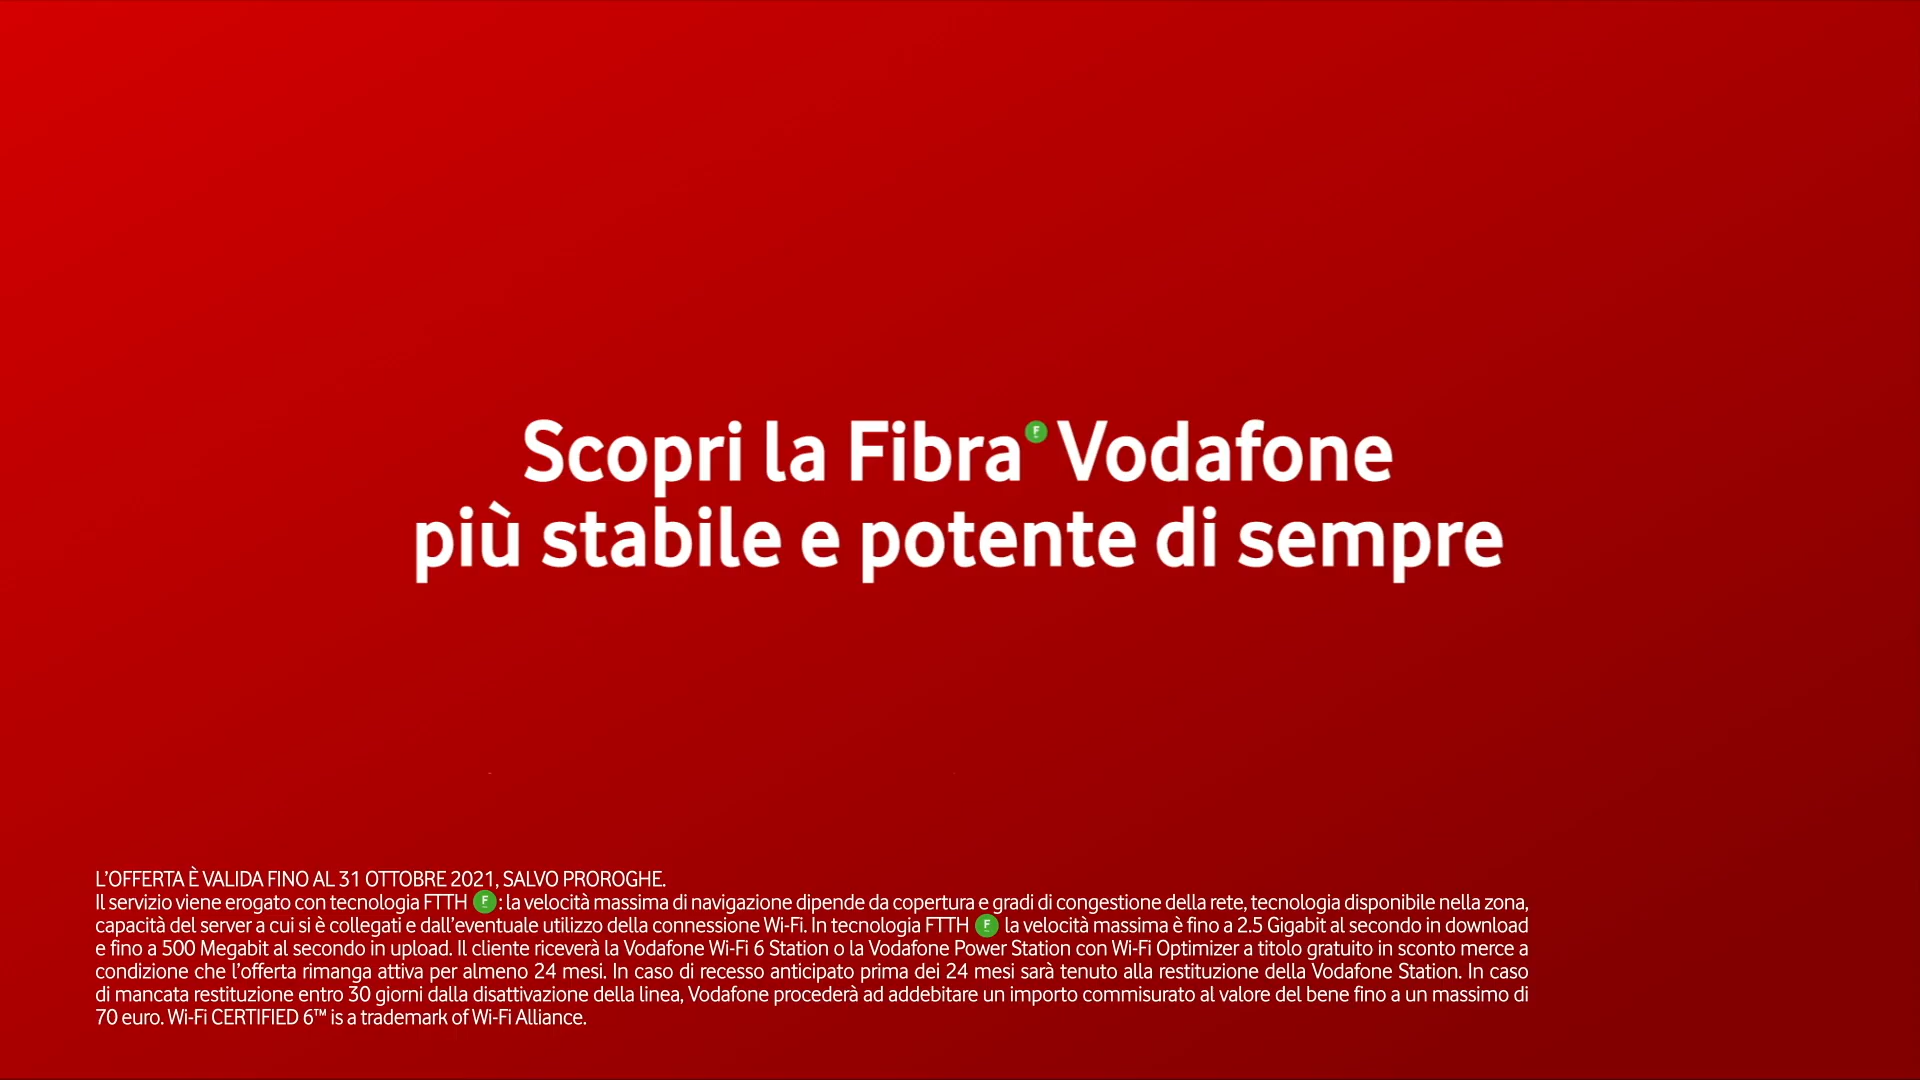 Scopri la Fibra F Vodafone
più stabile e potente di sempre
L'OFFERTA È VALIDA FINO AL 31 OTTOBRE 2021, SALVO PROROGHE.
Il servizio viene erogato con tecnologia FTTH F : la velocità massima di navigazione dipende da copertura e gradi di congestione della rete, tecnologia disponibile nella zona,
capacità del server a cui si è collegati e dall'eventuale utilizzo della connessione Wi-Fi. In tecnologia FTTH F la velocità massima è fino a 2.5 Gigabit al secondo in download
e fino a 500 Megabit al secondo in upload. Il cliente riceverà la Vodafone Wi-Fi 6 Station o la Vodafone Power Station con Wi-Fi Optimizer a titolo gratuito in sconto merce a
condizione che l'offerta rimanga attiva per almeno 24 mesi. In caso di recesso anticipato prima dei 24 mesi sarà tenuto alla restituzione della Vodafone Station. In caso
di mancata restituzione entro 30 giorni dalla disattivazione della linea, Vodafone procederà ad addebitare un importo commisurato al valore del bene fino a un massimo di
70 euro. Wi-Fi CERTIFIED 6™ is a trademark of Wi-Fi Alliance.